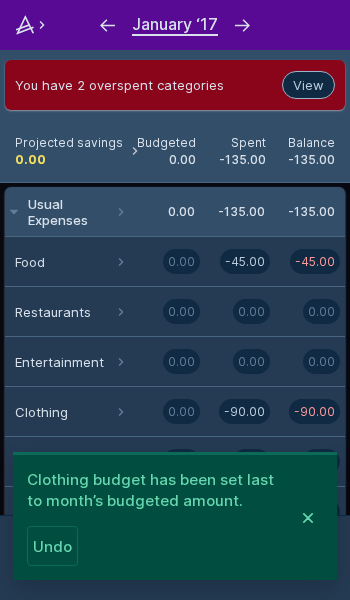 January ‘17
You have 2 overspent categories
View
Projected savings
0.00
Budgeted
0.00
Spent
-135.00
Balance
-135.00
Usual
Expenses
0.00
-135.00
-135.00
Food
0.00
-45.00
-45.00
Restaurants
0.00
0.00
0.00
Entertainment
0.00
0.00
0.00
Clothing
0.00
-90.00
-90.00
Clothing budget has been set last
to month’s budgeted amount.
Undo